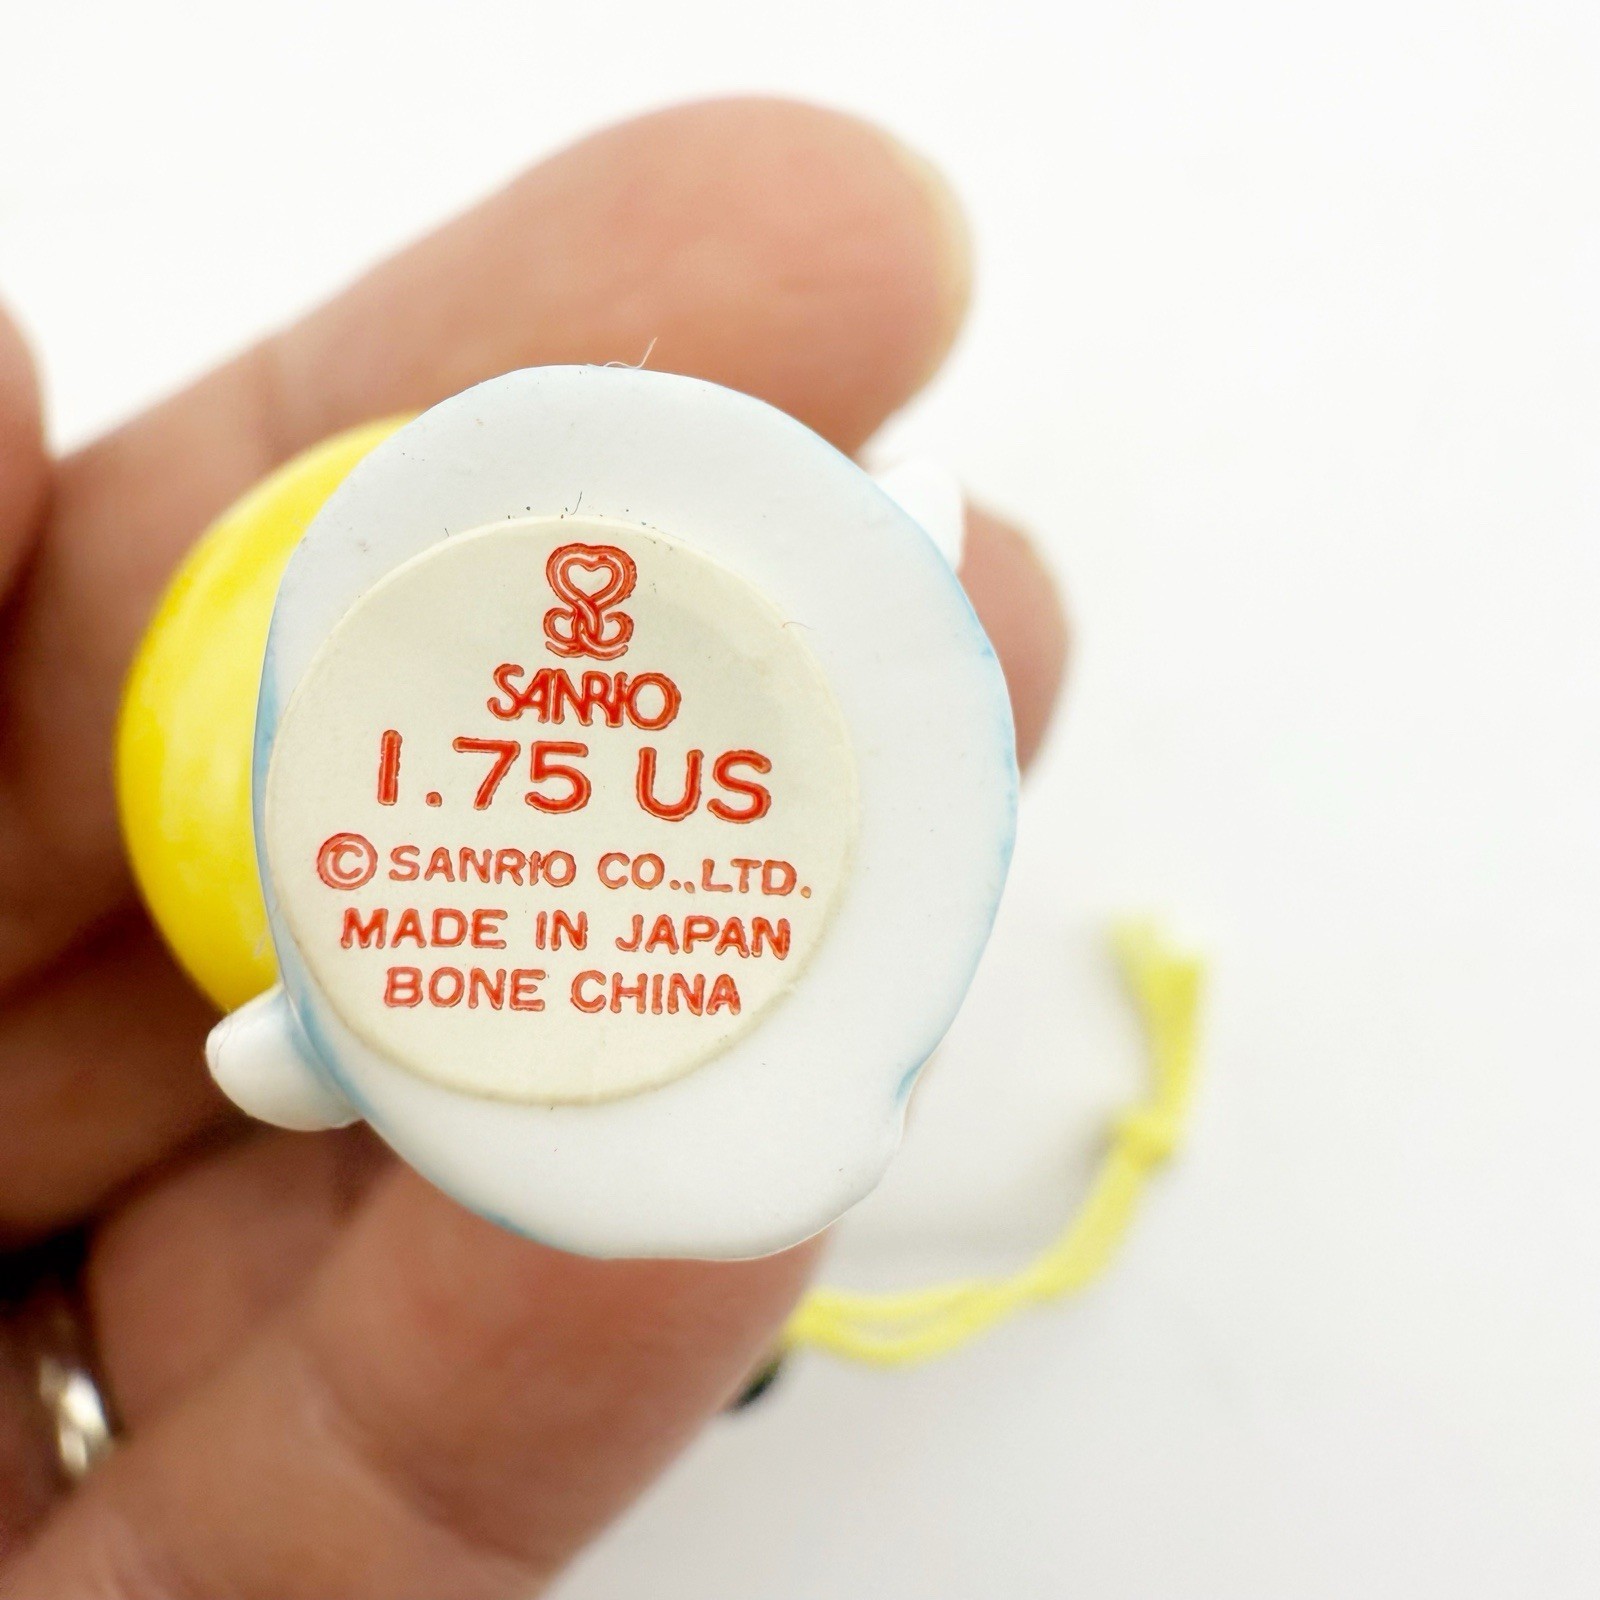 SANRIO
1.75 US
© SANRIO CO.,LTD.
MADE IN JAPAN
BONE CHINA